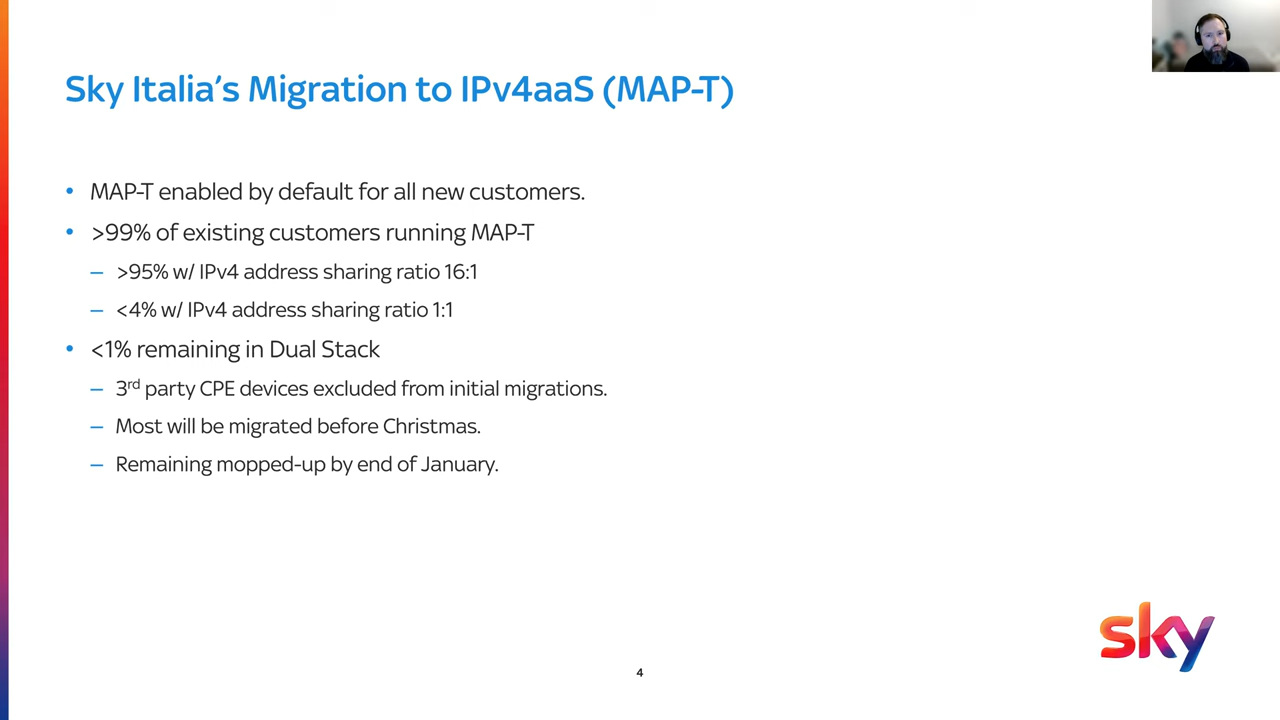 Sky Italia’s Migration to IPv4aaS (MAP-T)
• MAP-T enabled by default for all new customers.
• >99% of existing customers running MAP-T
– >95% w/ IPv4 address sharing ratio 16:1
– <4% w/ IPv4 address sharing ratio 1:1
• <1% remaining in Dual Stack
– 3rd party CPE devices excluded from initial migrations.
– Most will be migrated before Christmas.
– Remaining mopped-up by end of January.
sky
4